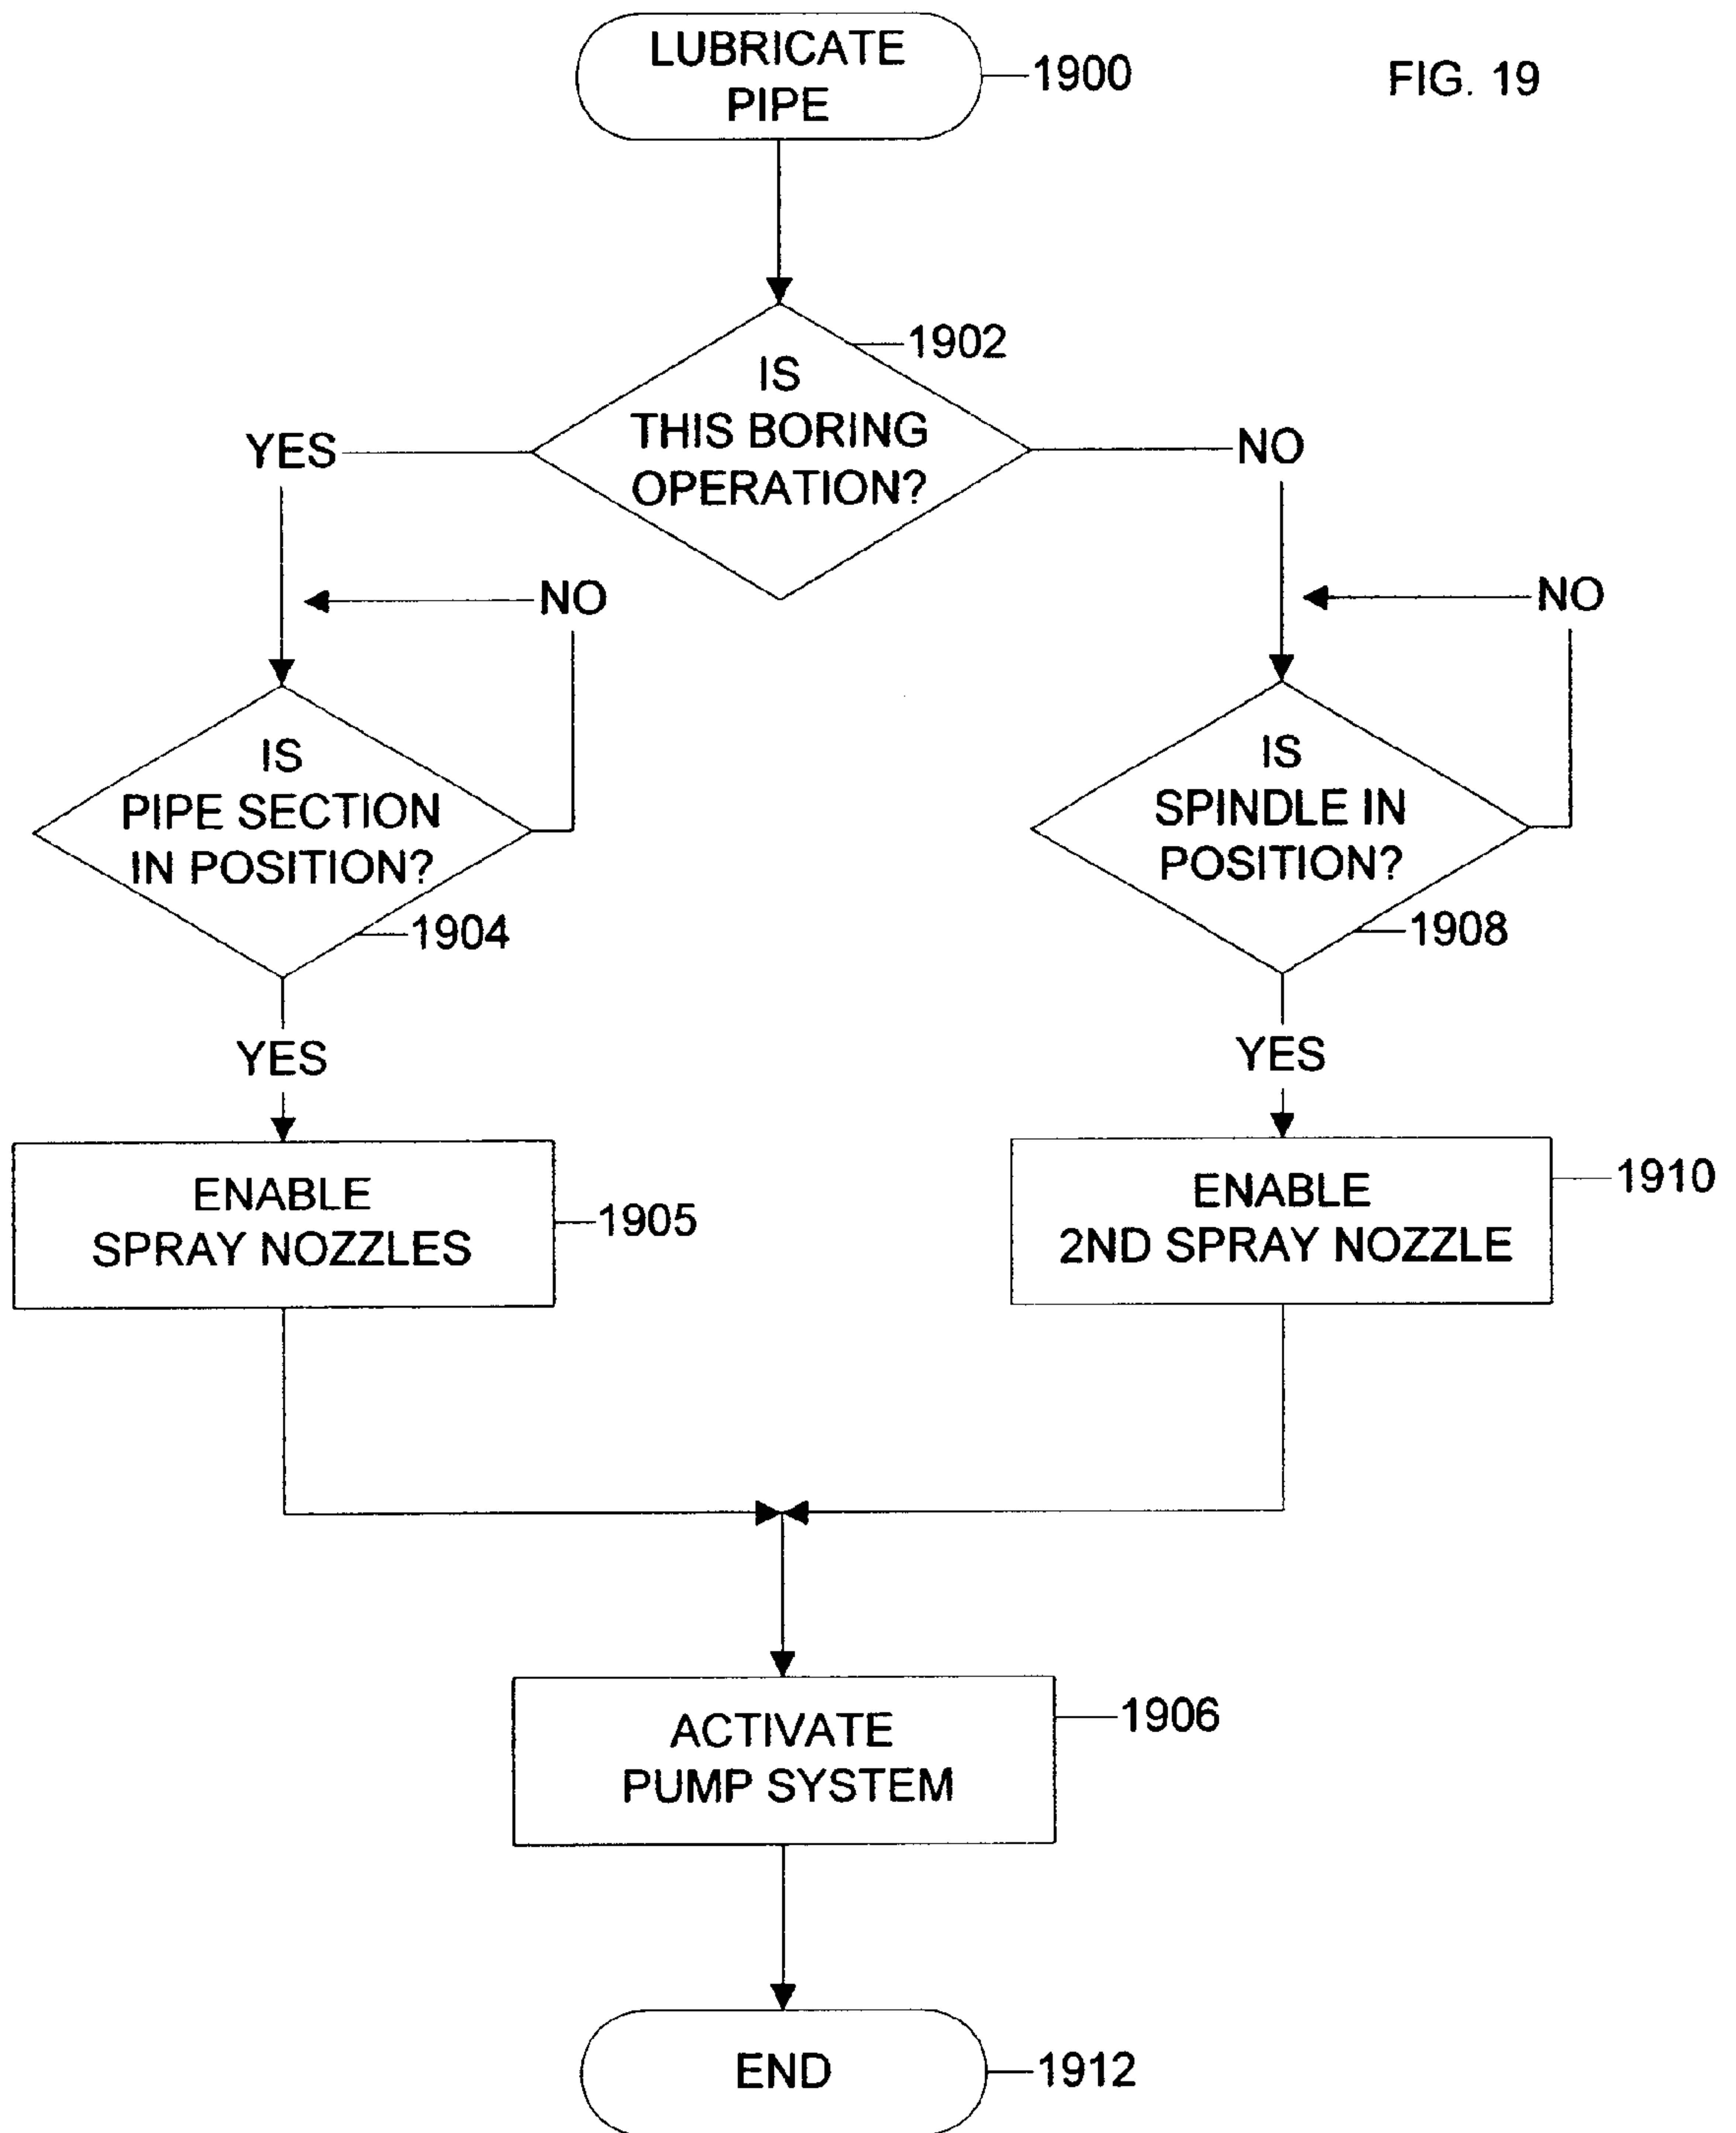 LUBRICATE
PIPE
1900
FIG. 19
1902
IS
THIS BORING
OPERATION?
YES
NO
NO
NO
IS
PIPE SECTION
IN POSITION?
1904
IS
SPINDLE IN
POSITION?
1908
YES
YES
ENABLE
SPRAY NOZZLES
1905
ENABLE
2ND SPRAY NOZZLE
1910
ACTIVATE
PUMP SYSTEM
1906
END
1912